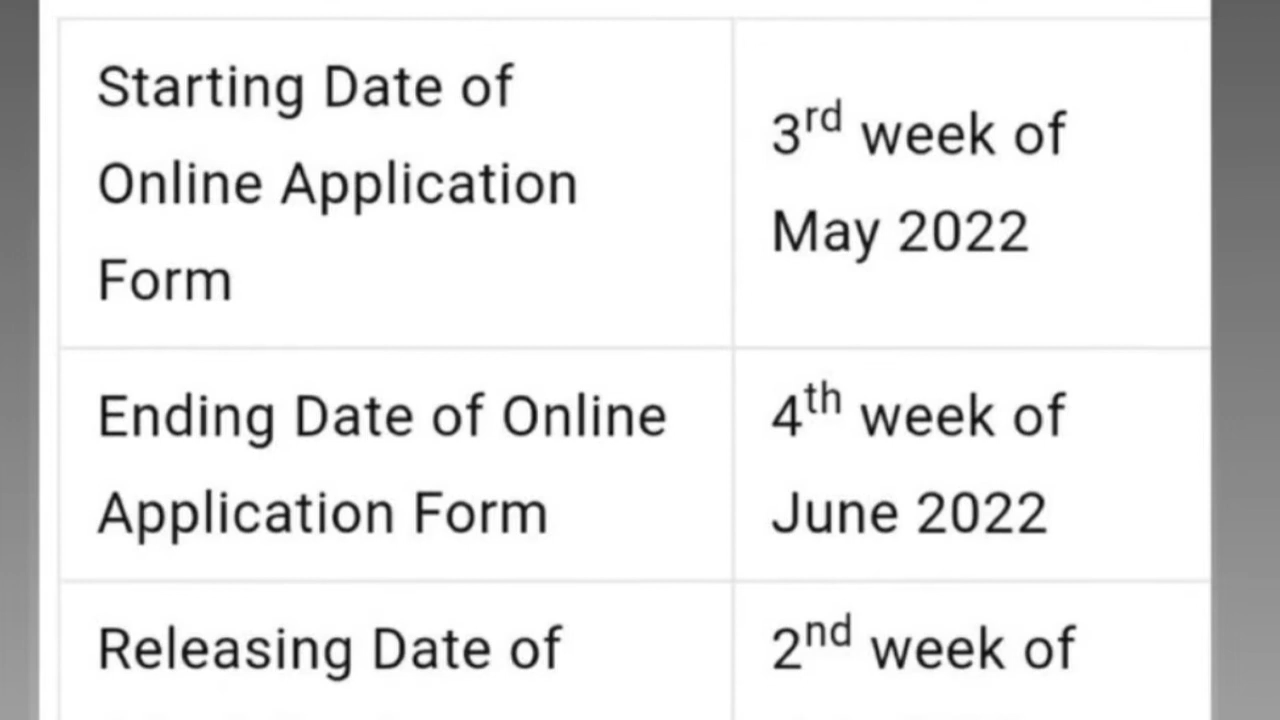 Starting Date of
Online Application
Form
3rd week of
May 2022
Ending Date of Online
Application Form
4th week of
June 2022
Releasing Date of
2nd week of